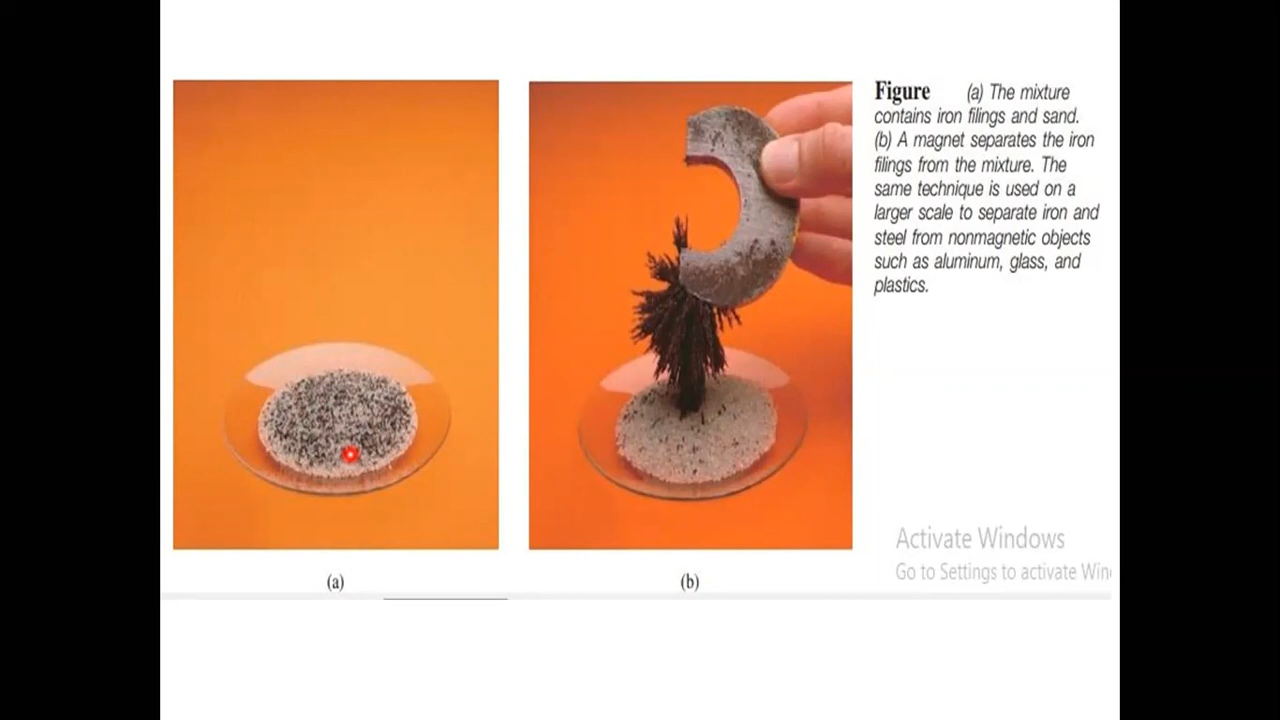 Figure (a) The mixture
contains iron filings and sand.
(b) A magnet separates the iron
filings from the mixture. The
same technique is used on a
larger scale to separate iron and
steel from nonmagnetic objects
such as aluminum, glass, and
plastics.
Activate Windows
Go to Settings to activate
(a)
(b)